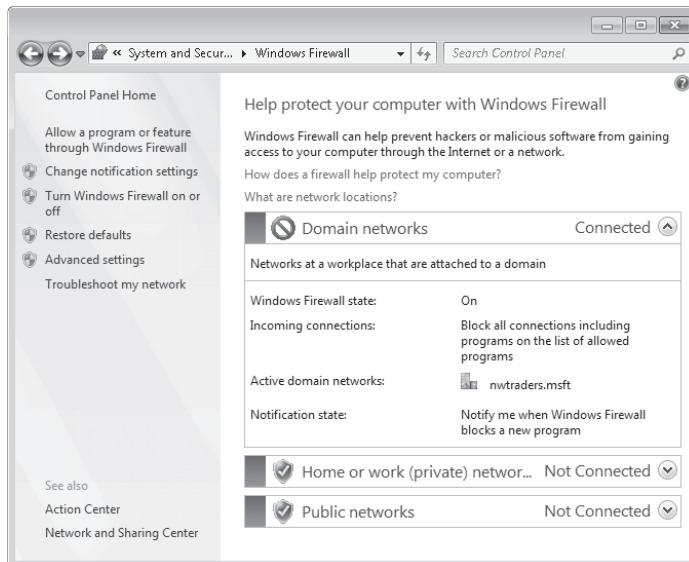 « System and Secur... ▸ Windows Firewall
Search Control Panel
Control Panel Home
Allow a program or feature
through Windows Firewall
Change notification settings
Turn Windows Firewall on or
off
Restore defaults
Advanced settings
Troubleshoot my network
See also
Action Center
Network and Sharing Center
Help protect your computer with Windows Firewall
Windows Firewall can help prevent hackers or malicious software from gaining
access to your computer through the Internet or a network.
How does a firewall help protect my computer?
What are network locations?
Domain networks Connected
Networks at a workplace that are attached to a domain
Windows Firewall state: On
Incoming connections: Block all connections including
programs on the list of allowed
programs
Active domain networks: nwtraders.msft
Notification state: Notify me when Windows Firewall
blocks a new program
Home or work (private) networ... Not Connected
Public networks Not Connected